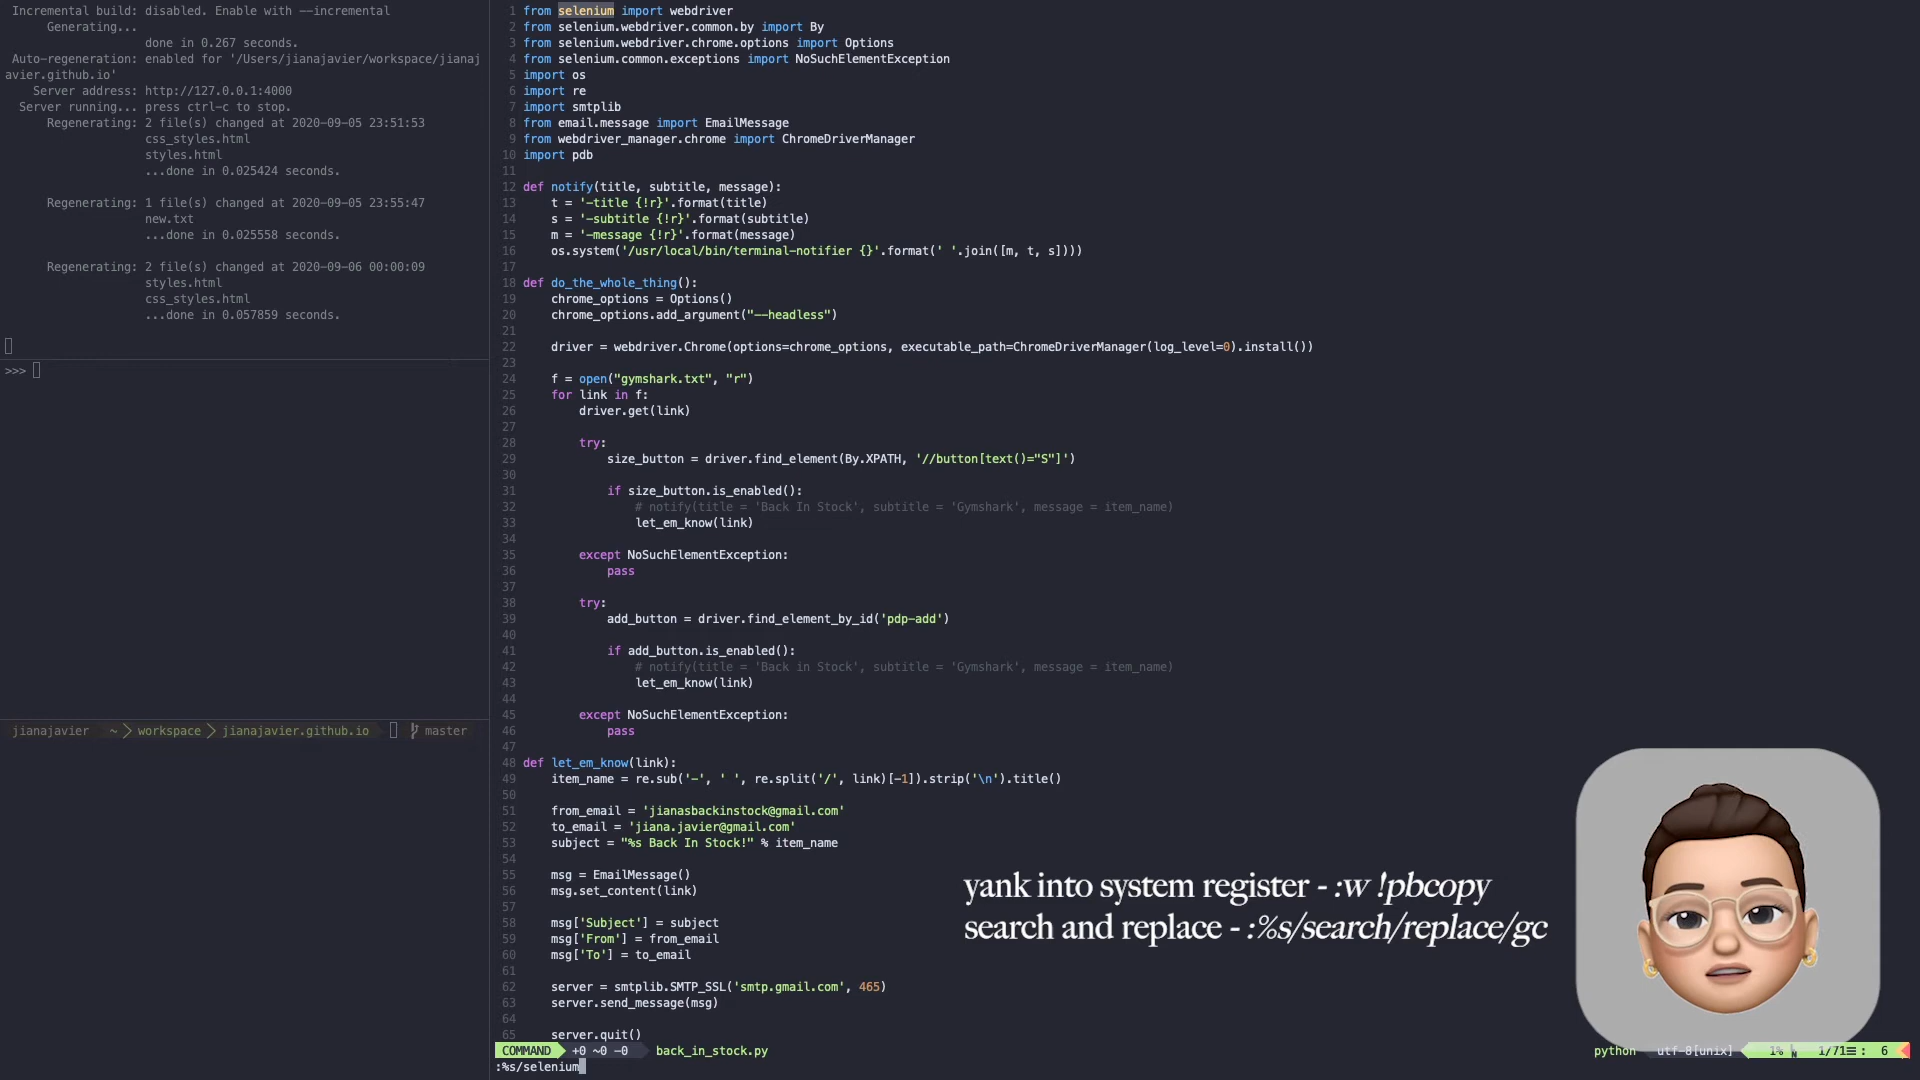 Incremental build: disabled. Enable with --incremental
Generating...
done in 0.267 seconds.
Auto-regeneration: enabled for '/Users/jianajavier/workspace/jianaj
avier.github.io'
Server address: http://127.0.0.1:4000
Server running... press ctrl-c to stop.
Regenerating: 2 file(s) changed at 2020-09-05 23:51:53
css_styles.html
styles.html
...done in 0.025424 seconds.
Regenerating: 1 file(s) changed at 2020-09-05 23:55:47
new.txt
...done in 0.025558 seconds.
Regenerating: 2 file(s) changed at 2020-09-06 00:00:09
styles.html
css_styles.html
...done in 0.057859 seconds.
>>>
jianajavier ~ workspace jianajavier.github.io master
1 from selenium import webdriver
2 from selenium.webdriver.common.by import By
3 from selenium.webdriver.chrome.options import Options
4 from selenium.common.exceptions import NoSuchElementException
5 import os
6 import re
7 import smtplib
8 from email.message import EmailMessage
9 from webdriver_manager.chrome import ChromeDriverManager
10 import pdb
11
12 def notify(title, subtitle, message):
13 t = '-title {!r}'.format(title)
14 s = '-subtitle {!r}'.format(subtitle)
15 m = '-message {!r}'.format(message)
16 os.system('/usr/local/bin/terminal-notifier {}'.format(' '.join([m, t, s])))
17
18 def do_the_whole_thing():
19 chrome_options = Options()
20 chrome_options.add_argument("--headless")
21
22 driver = webdriver.Chrome(options=chrome_options, executable_path=ChromeDriverManager(log_level=0).install())
23
24 f = open("gymshark.txt", "r")
25 for link in f:
26 driver.get(link)
27
28 try:
29 size_button = driver.find_element(By.XPATH, '//button[text()="S"]')
30
31 if size_button.is_enabled():
32 # notify(title = 'Back In Stock', subtitle = 'Gymshark', message = item_name)
33 let_em_know(link)
34
35 except NoSuchElementException:
36 pass
37
38 try:
39 add_button = driver.find_element_by_id('pdp-add')
40
41 if add_button.is_enabled():
42 # notify(title = 'Back in Stock', subtitle = 'Gymshark', message = item_name)
43 let_em_know(link)
44
45 except NoSuchElementException:
46 pass
47
48 def let_em_know(link):
49 item_name = re.sub('-', ' ', re.split('/', link)[-1]).strip('\n').title()
50
51 from_email = 'jianasbackinstock@gmail.com'
52 to_email = 'jiana.javier@gmail.com'
53 subject = "%s Back In Stock!" % item_name
54
55 msg = EmailMessage()
56 msg.set_content(link)
57
58 msg['Subject'] = subject
59 msg['From'] = from_email
60 msg['To'] = to_email
61
62 server = smtplib.SMTP_SSL('smtp.gmail.com', 465)
63 server.send_message(msg)
64
65 server.quit()
COMMAND +0 ~0 -0 back_in_stock.py python utf-8[unix] 1% 1/71 : 6
:%s/selenium
yank into system register - :w !pbcopy
search and replace - :%s/search/replace/gc